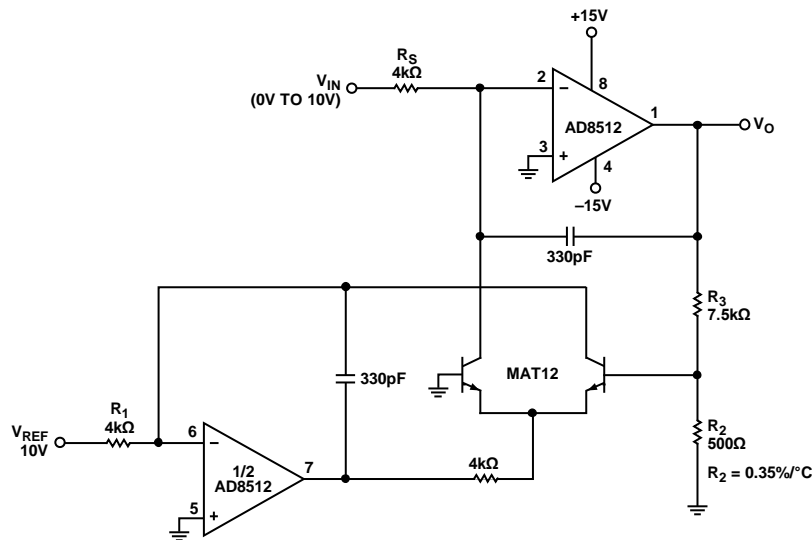 +15V
R_S
4kΩ
V_IN
(0V TO 10V)
2
−
8
1
AD8512
V_O
3
+
4
–15V
330pF
R_3
7.5kΩ
MAT12
330pF
R_1
4kΩ
V_REF
10V
6
−
7
1/2
AD8512
5
+
4kΩ
R_2
500Ω
R_2 = 0.35%/°C